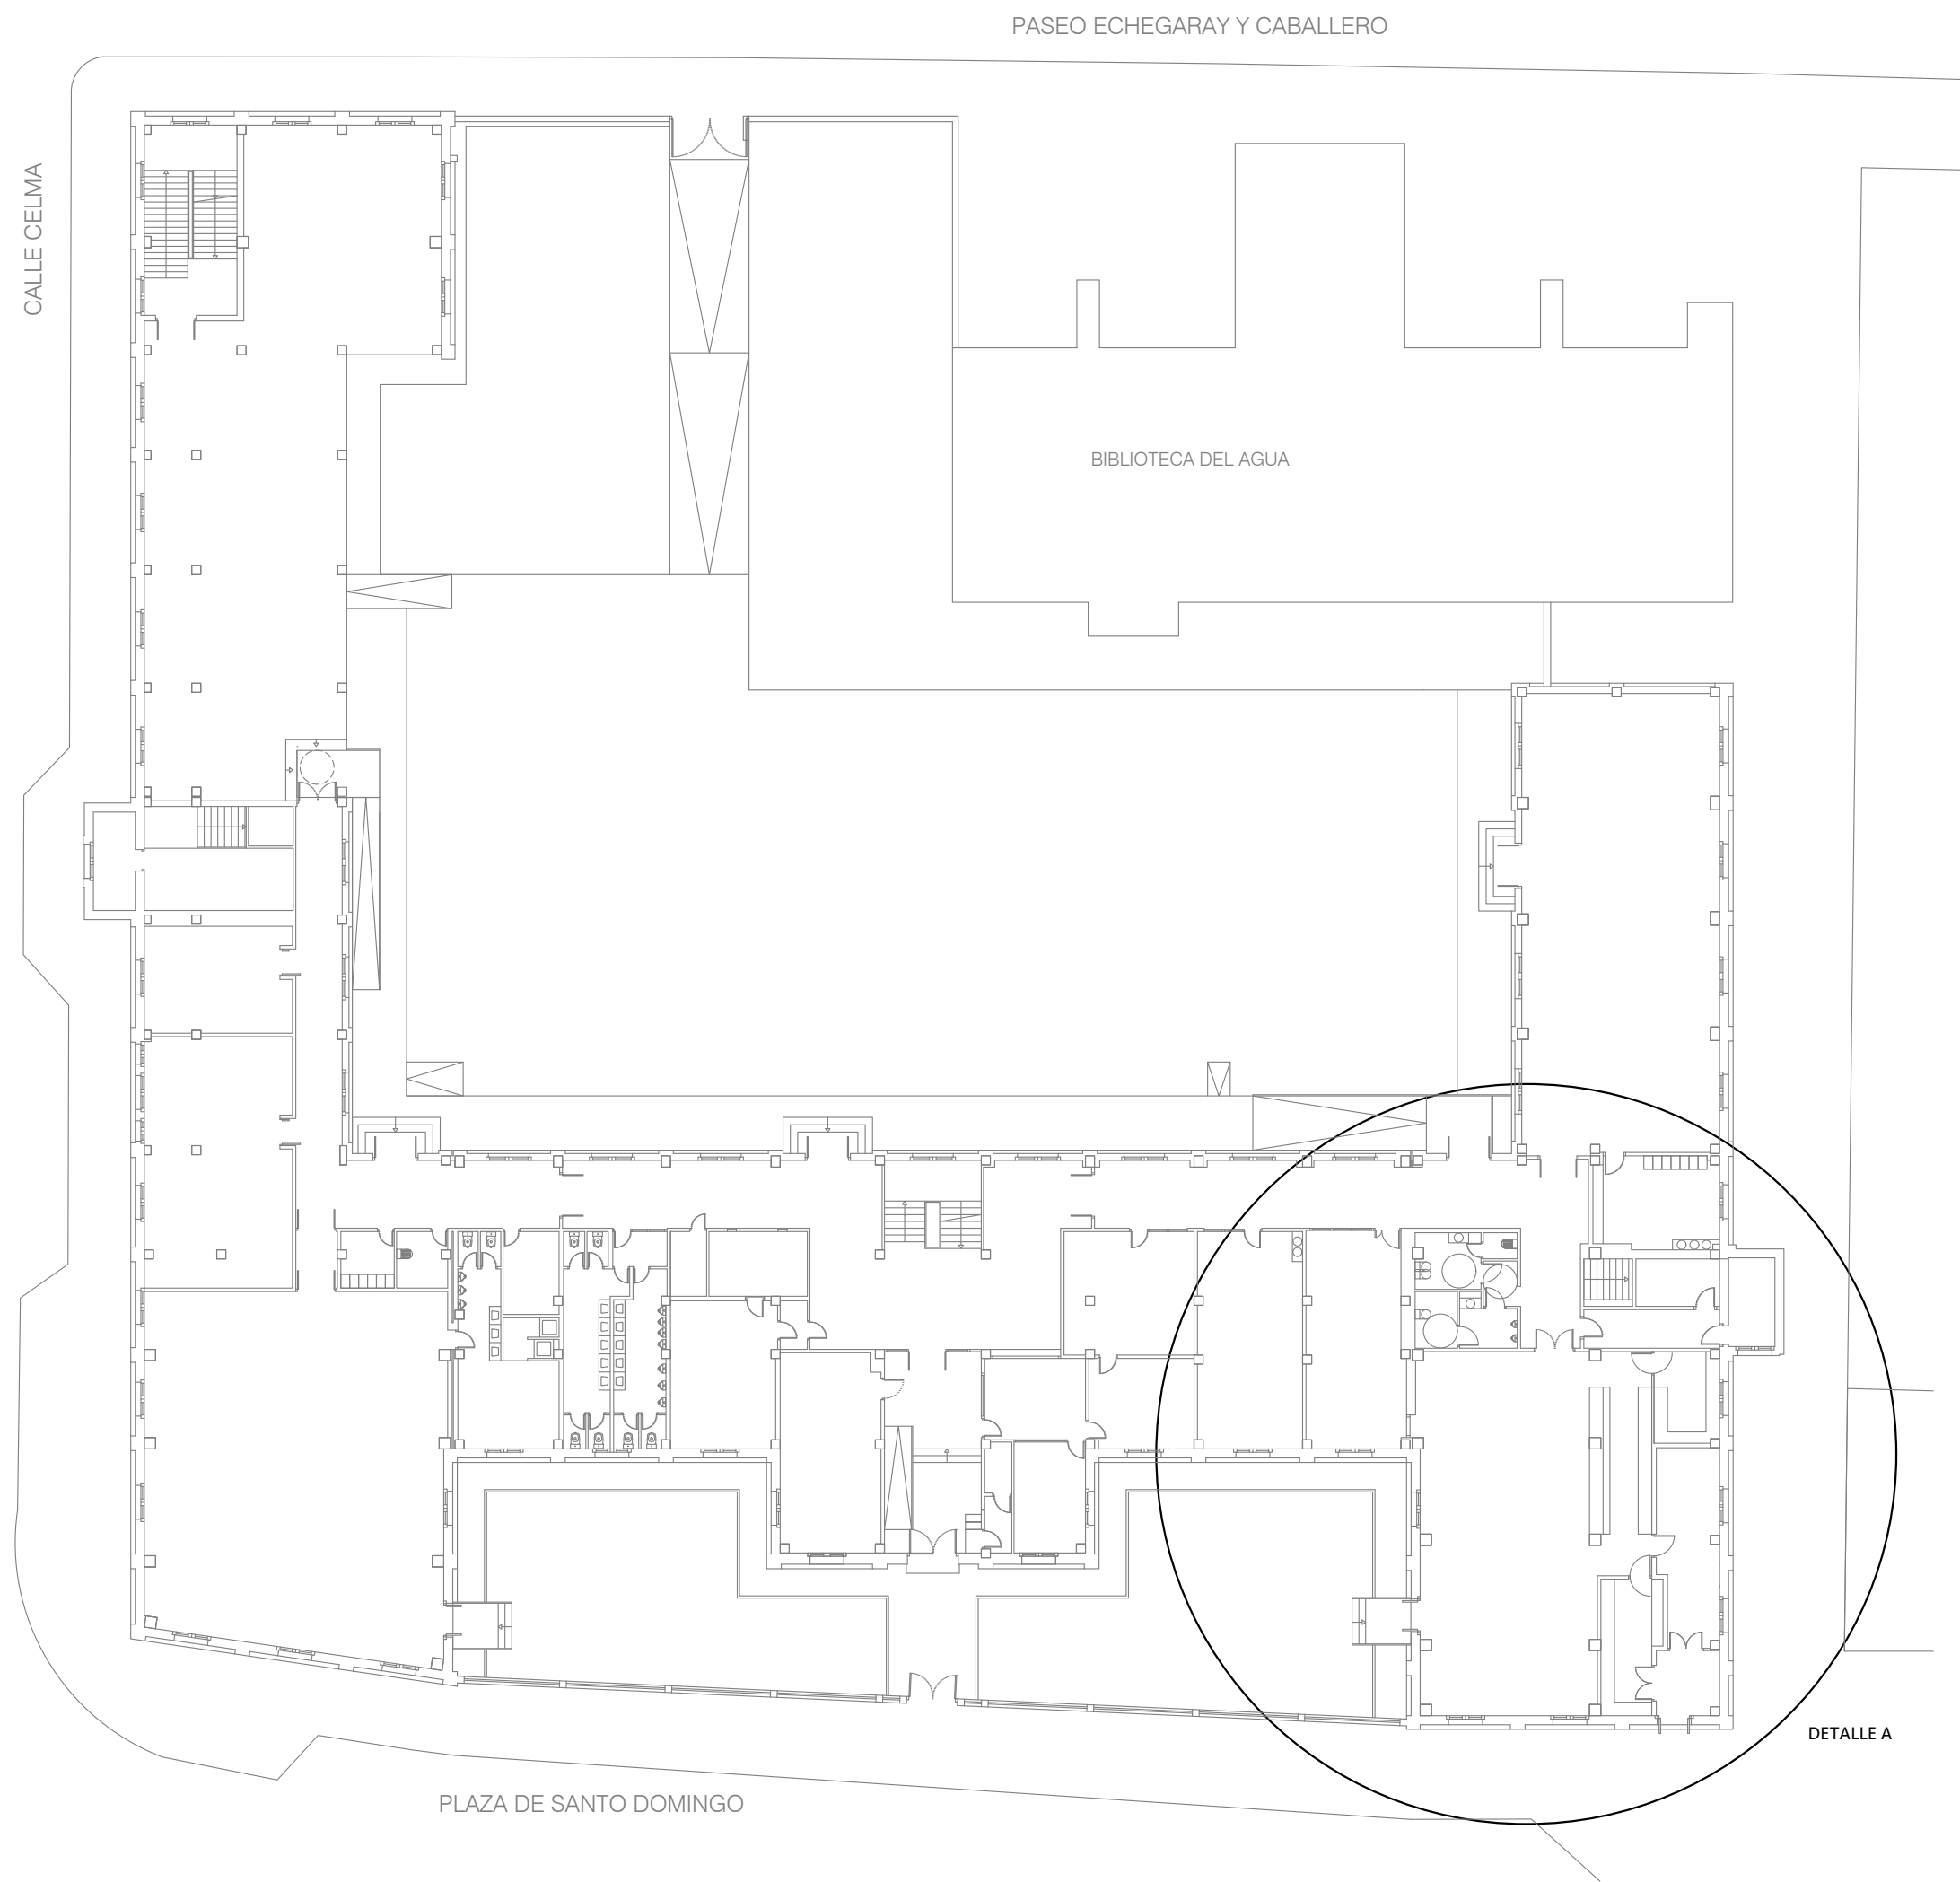 PASEO ECHEGARAY Y CABALLERO
CALLE CELMA
BIBLIOTECA DEL AGUA
DETALLE A
PLAZA DE SANTO DOMINGO